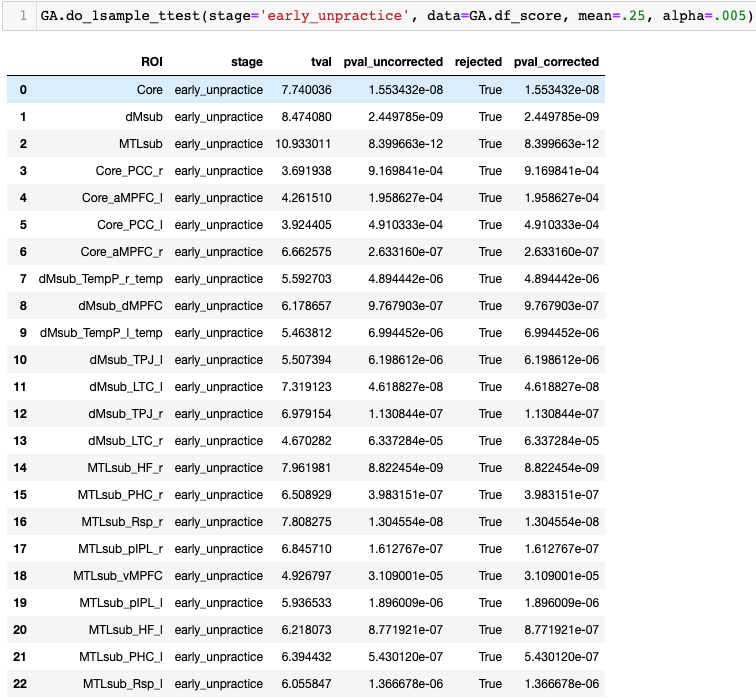 1 GA.do_1sample_ttest(stage='early_unpractice', data=GA.df_score, mean=.25, alpha=.005)
ROI stage tval pval_uncorrected rejected pval_corrected
0 Core early_unpractice 7.740036 1.553432e-08 True 1.553432e-08
1 dMsub early_unpractice 8.474080 2.449785e-09 True 2.449785e-09
2 MTLsub early_unpractice 10.933011 8.399663e-12 True 8.399663e-12
3 Core_PCC_r early_unpractice 3.691938 9.169841e-04 True 9.169841e-04
4 Core_aMPFC_l early_unpractice 4.261510 1.958627e-04 True 1.958627e-04
5 Core_PCC_l early_unpractice 3.924405 4.910333e-04 True 4.910333e-04
6 Core_aMPFC_r early_unpractice 6.662575 2.633160e-07 True 2.633160e-07
7 dMsub_TempP_r_temp early_unpractice 5.592703 4.894442e-06 True 4.894442e-06
8 dMsub_dMPFC early_unpractice 6.178657 9.767903e-07 True 9.767903e-07
9 dMsub_TempP_l_temp early_unpractice 5.463812 6.994452e-06 True 6.994452e-06
10 dMsub_TPJ_l early_unpractice 5.507394 6.198612e-06 True 6.198612e-06
11 dMsub_LTC_l early_unpractice 7.319123 4.618827e-08 True 4.618827e-08
12 dMsub_TPJ_r early_unpractice 6.979154 1.130844e-07 True 1.130844e-07
13 dMsub_LTC_r early_unpractice 4.670282 6.337284e-05 True 6.337284e-05
14 MTLsub_HF_r early_unpractice 7.961981 8.822454e-09 True 8.822454e-09
15 MTLsub_PHC_r early_unpractice 6.508929 3.983151e-07 True 3.983151e-07
16 MTLsub_Rsp_r early_unpractice 7.808275 1.304554e-08 True 1.304554e-08
17 MTLsub_pIPL_r early_unpractice 6.845710 1.612767e-07 True 1.612767e-07
18 MTLsub_vMPFC early_unpractice 4.926797 3.109001e-05 True 3.109001e-05
19 MTLsub_pIPL_l early_unpractice 5.936533 1.896009e-06 True 1.896009e-06
20 MTLsub_HF_l early_unpractice 6.218073 8.771921e-07 True 8.771921e-07
21 MTLsub_PHC_l early_unpractice 6.394432 5.430120e-07 True 5.430120e-07
22 MTLsub_Rsp_l early_unpractice 6.055847 1.366678e-06 True 1.366678e-06